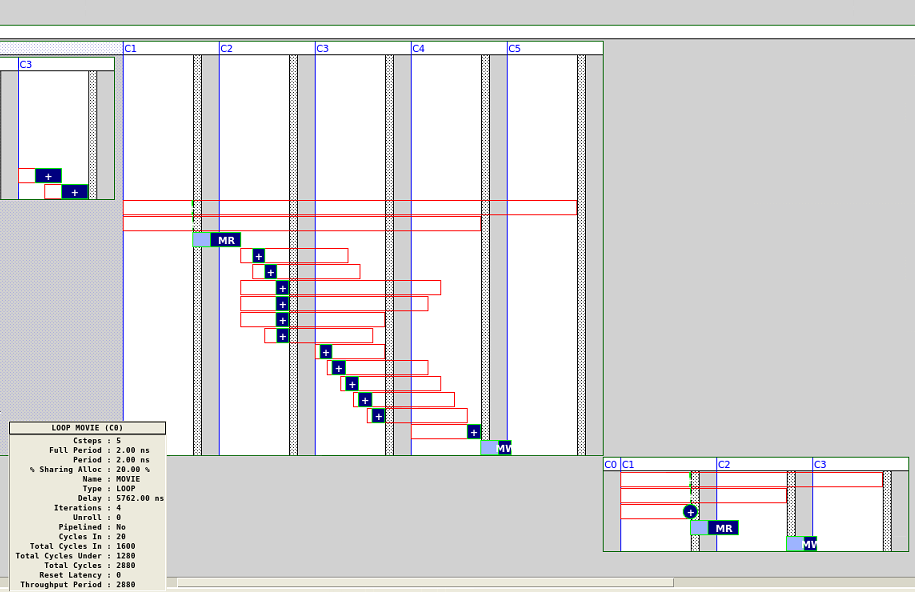 C1 C2 C3 C4 C5
C3
+
+
MR
+
+
+
+
+
+
+
+
+
+
+
+
MW
LOOP MOVIE (C0)
Csteps : 5
Full Period : 2.00 ns
Period : 2.00 ns
% Sharing Alloc : 20.00 %
Name : MOVIE
Type : LOOP
Delay : 5762.00 ns
Iterations : 4
Unroll : 0
Pipelined : No
Cycles In : 20
Total Cycles In : 1600
Total Cycles Under : 1280
Total Cycles : 2880
Reset Latency : 0
Throughput Period : 2880
C0 C1 C2 C3
+
MR
MW